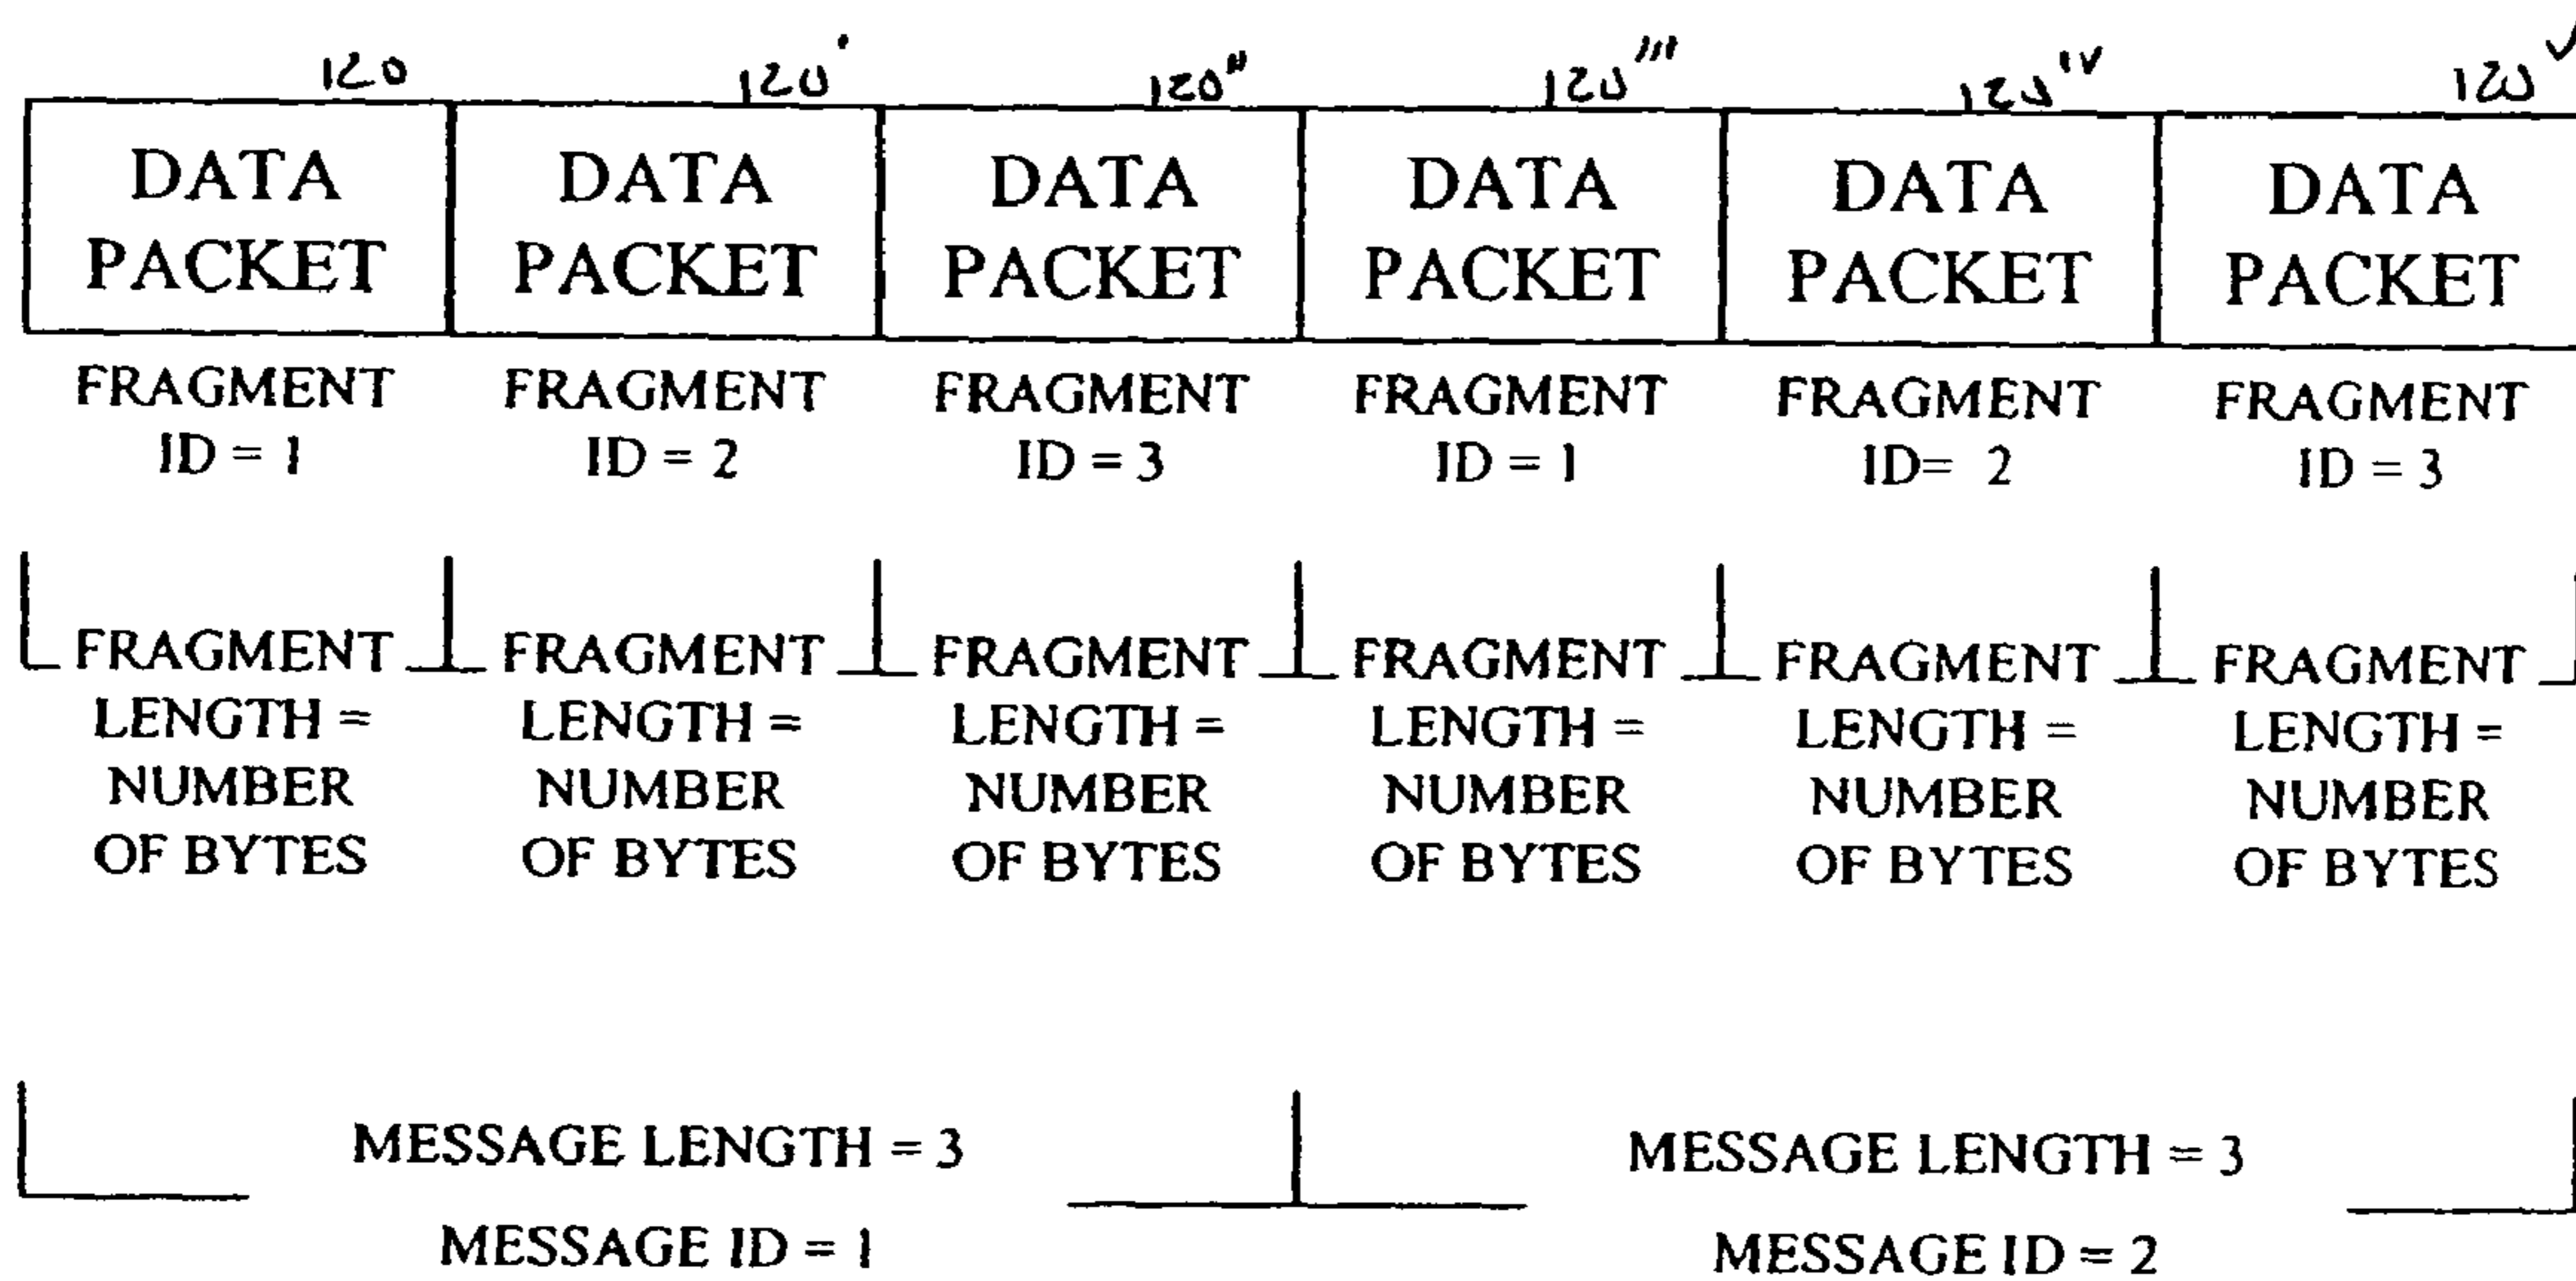 120 120' 120" 120''' 120IV 120V
DATA DATA DATA DATA DATA DATA
PACKET PACKET PACKET PACKET PACKET PACKET
FRAGMENT FRAGMENT FRAGMENT FRAGMENT FRAGMENT FRAGMENT
ID = 1 ID = 2 ID = 3 ID = 1 ID= 2 ID = 3
FRAGMENT FRAGMENT FRAGMENT FRAGMENT FRAGMENT FRAGMENT
LENGTH = LENGTH = LENGTH = LENGTH = LENGTH = LENGTH =
NUMBER NUMBER NUMBER NUMBER NUMBER NUMBER
OF BYTES OF BYTES OF BYTES OF BYTES OF BYTES OF BYTES
MESSAGE LENGTH = 3 MESSAGE LENGTH = 3
MESSAGE ID = 1 MESSAGE ID = 2